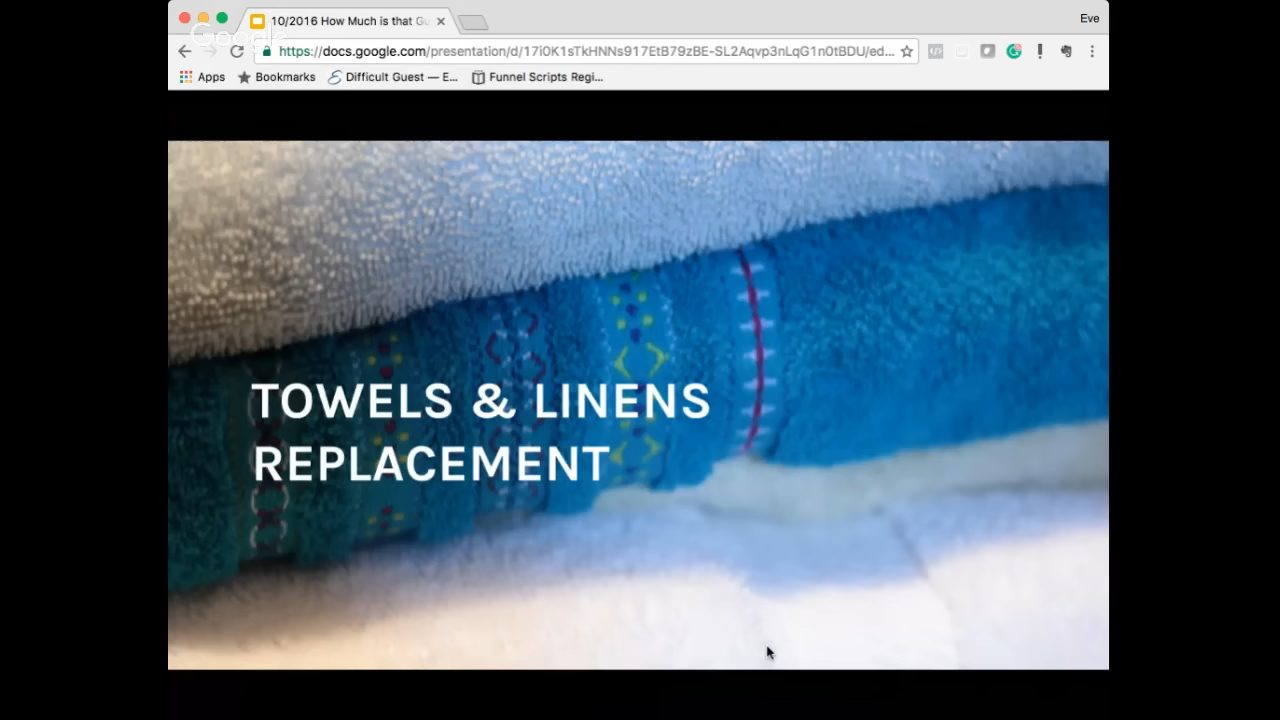 10/2016 How Much is that Gu
Eve
Google
https://docs.google.com/presentation/d/17i0K1sTkHNNs917EtB79zBE-SL2Aqvp3nLqG1n0tBDU/ed...
Apps
Bookmarks
Difficult Guest — E...
Funnel Scripts Regi...
TOWELS & LINENS
REPLACEMENT